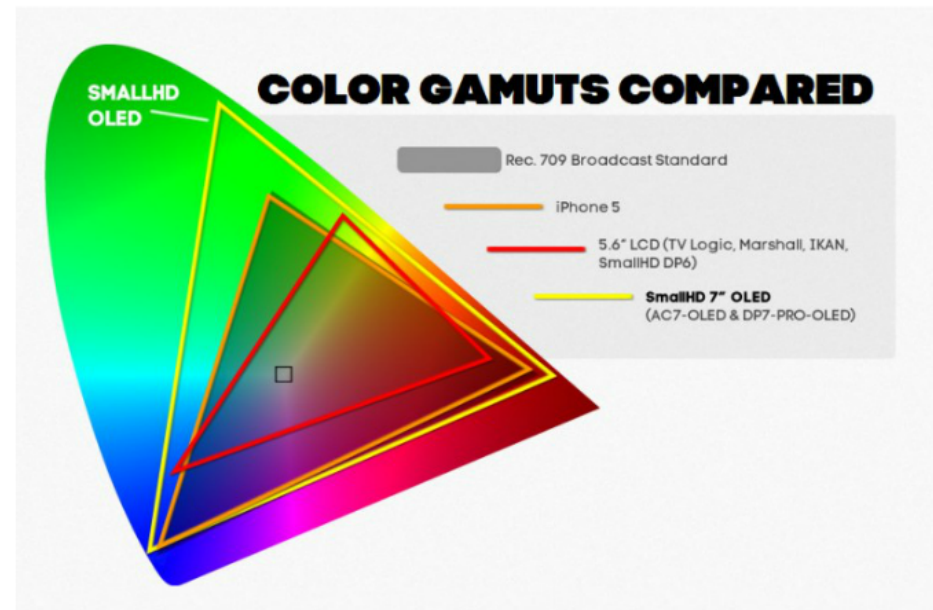 SMALLHD
OLED
COLOR GAMUTS COMPARED
Rec. 709 Broadcast Standard
iPhone 5
5.6” LCD (TV Logic, Marshall, IKAN,
SmallHD DP6)
SmallHD 7” OLED
(AC7-OLED & DP7-PRO-OLED)